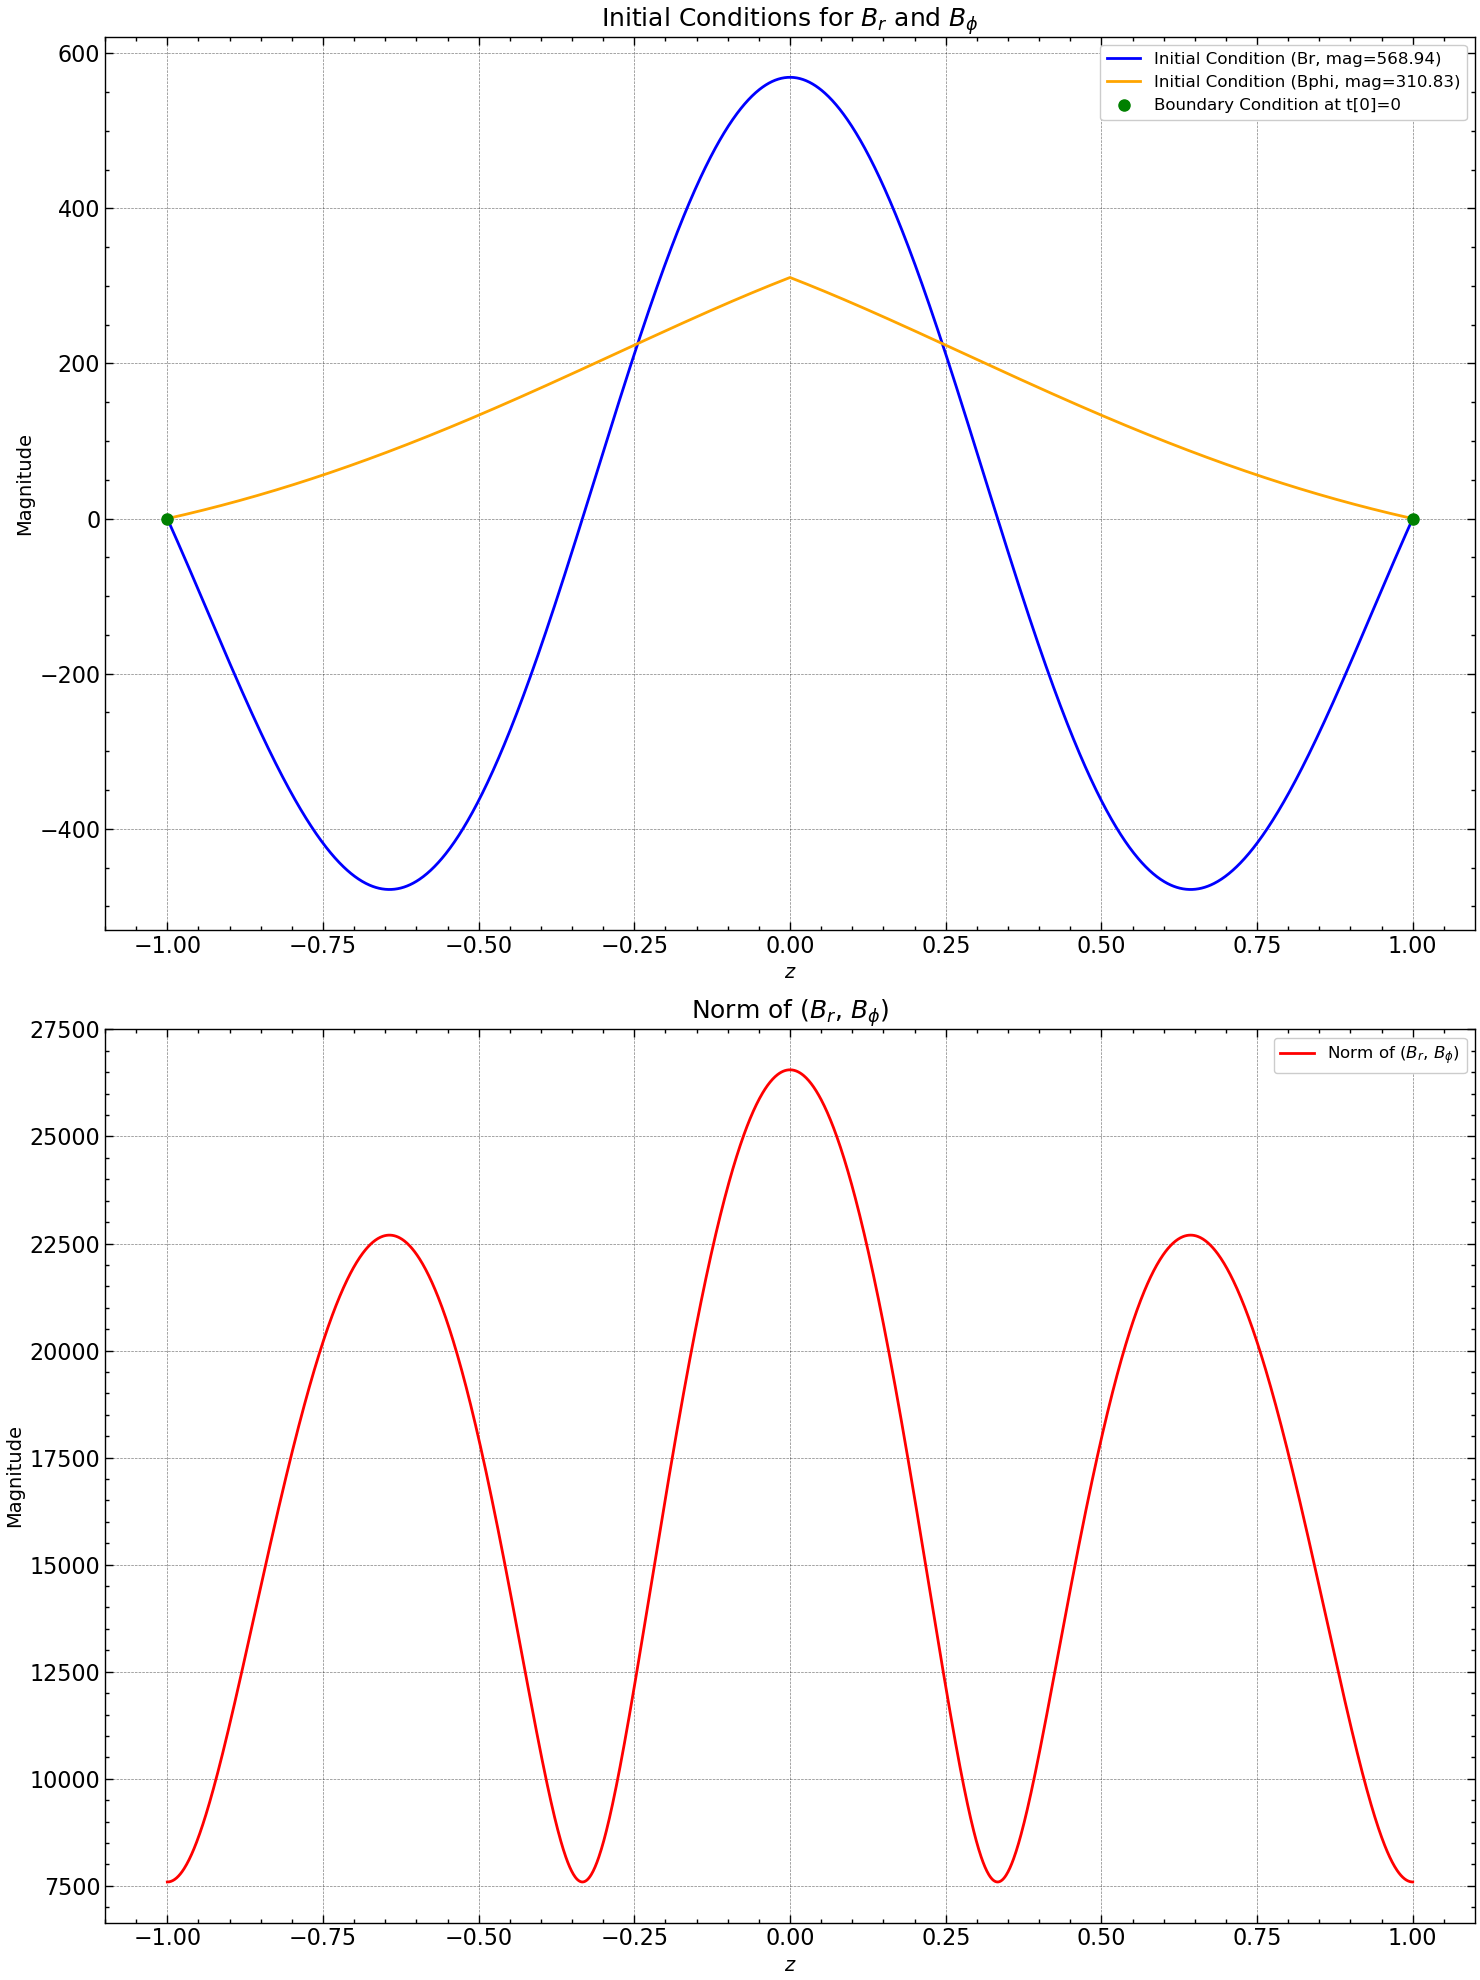 Initial Conditions for $B_r$ and $B_\phi$
Initial Condition (Br, mag=568.94)
Initial Condition (Bphi, mag=310.83)
Boundary Condition at t[0]=0
600
400
200
0
−200
−400
Magnitude
−1.00 −0.75 −0.50 −0.25 0.00 0.25 0.50 0.75 1.00
z
Norm of ($B_r$, $B_\phi$)
Norm of ($B_r$, $B_\phi$)
27500
25000
22500
20000
17500
15000
12500
10000
7500
Magnitude
−1.00 −0.75 −0.50 −0.25 0.00 0.25 0.50 0.75 1.00
z